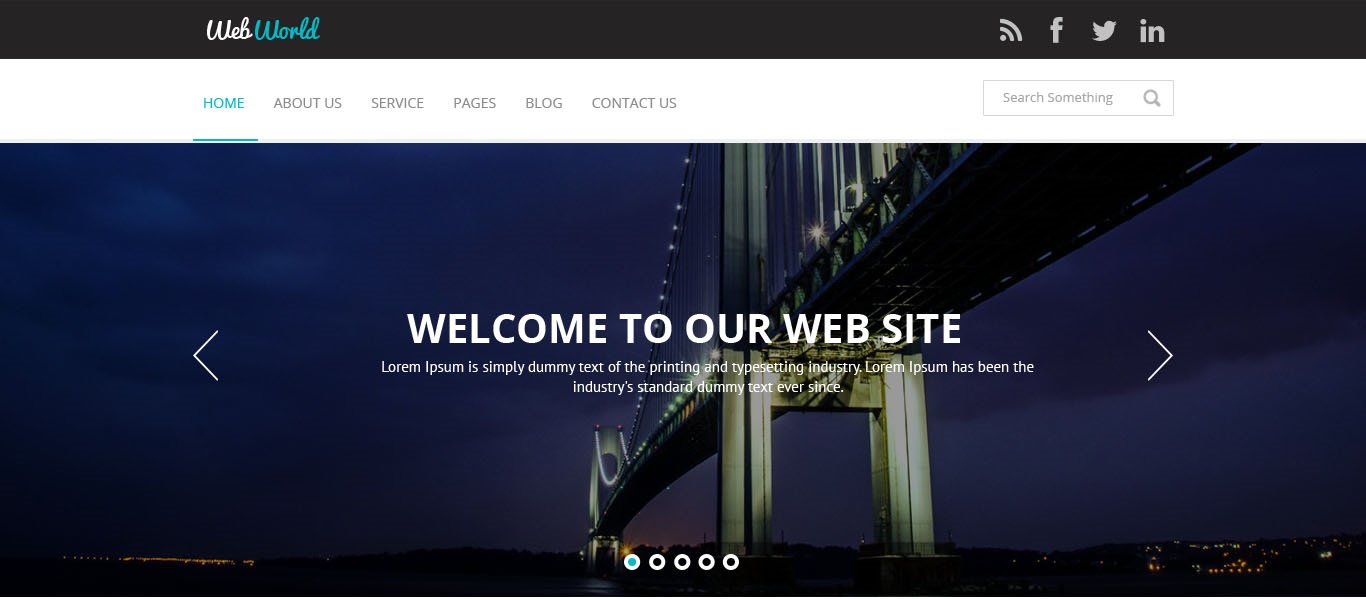 Web World
HOME ABOUT US SERVICE PAGES BLOG CONTACT US
Search Something
WELCOME TO OUR WEB SITE
Lorem Ipsum is simply dummy text of the printing and typesetting industry. Lorem Ipsum has been the
industry's standard dummy text ever since.